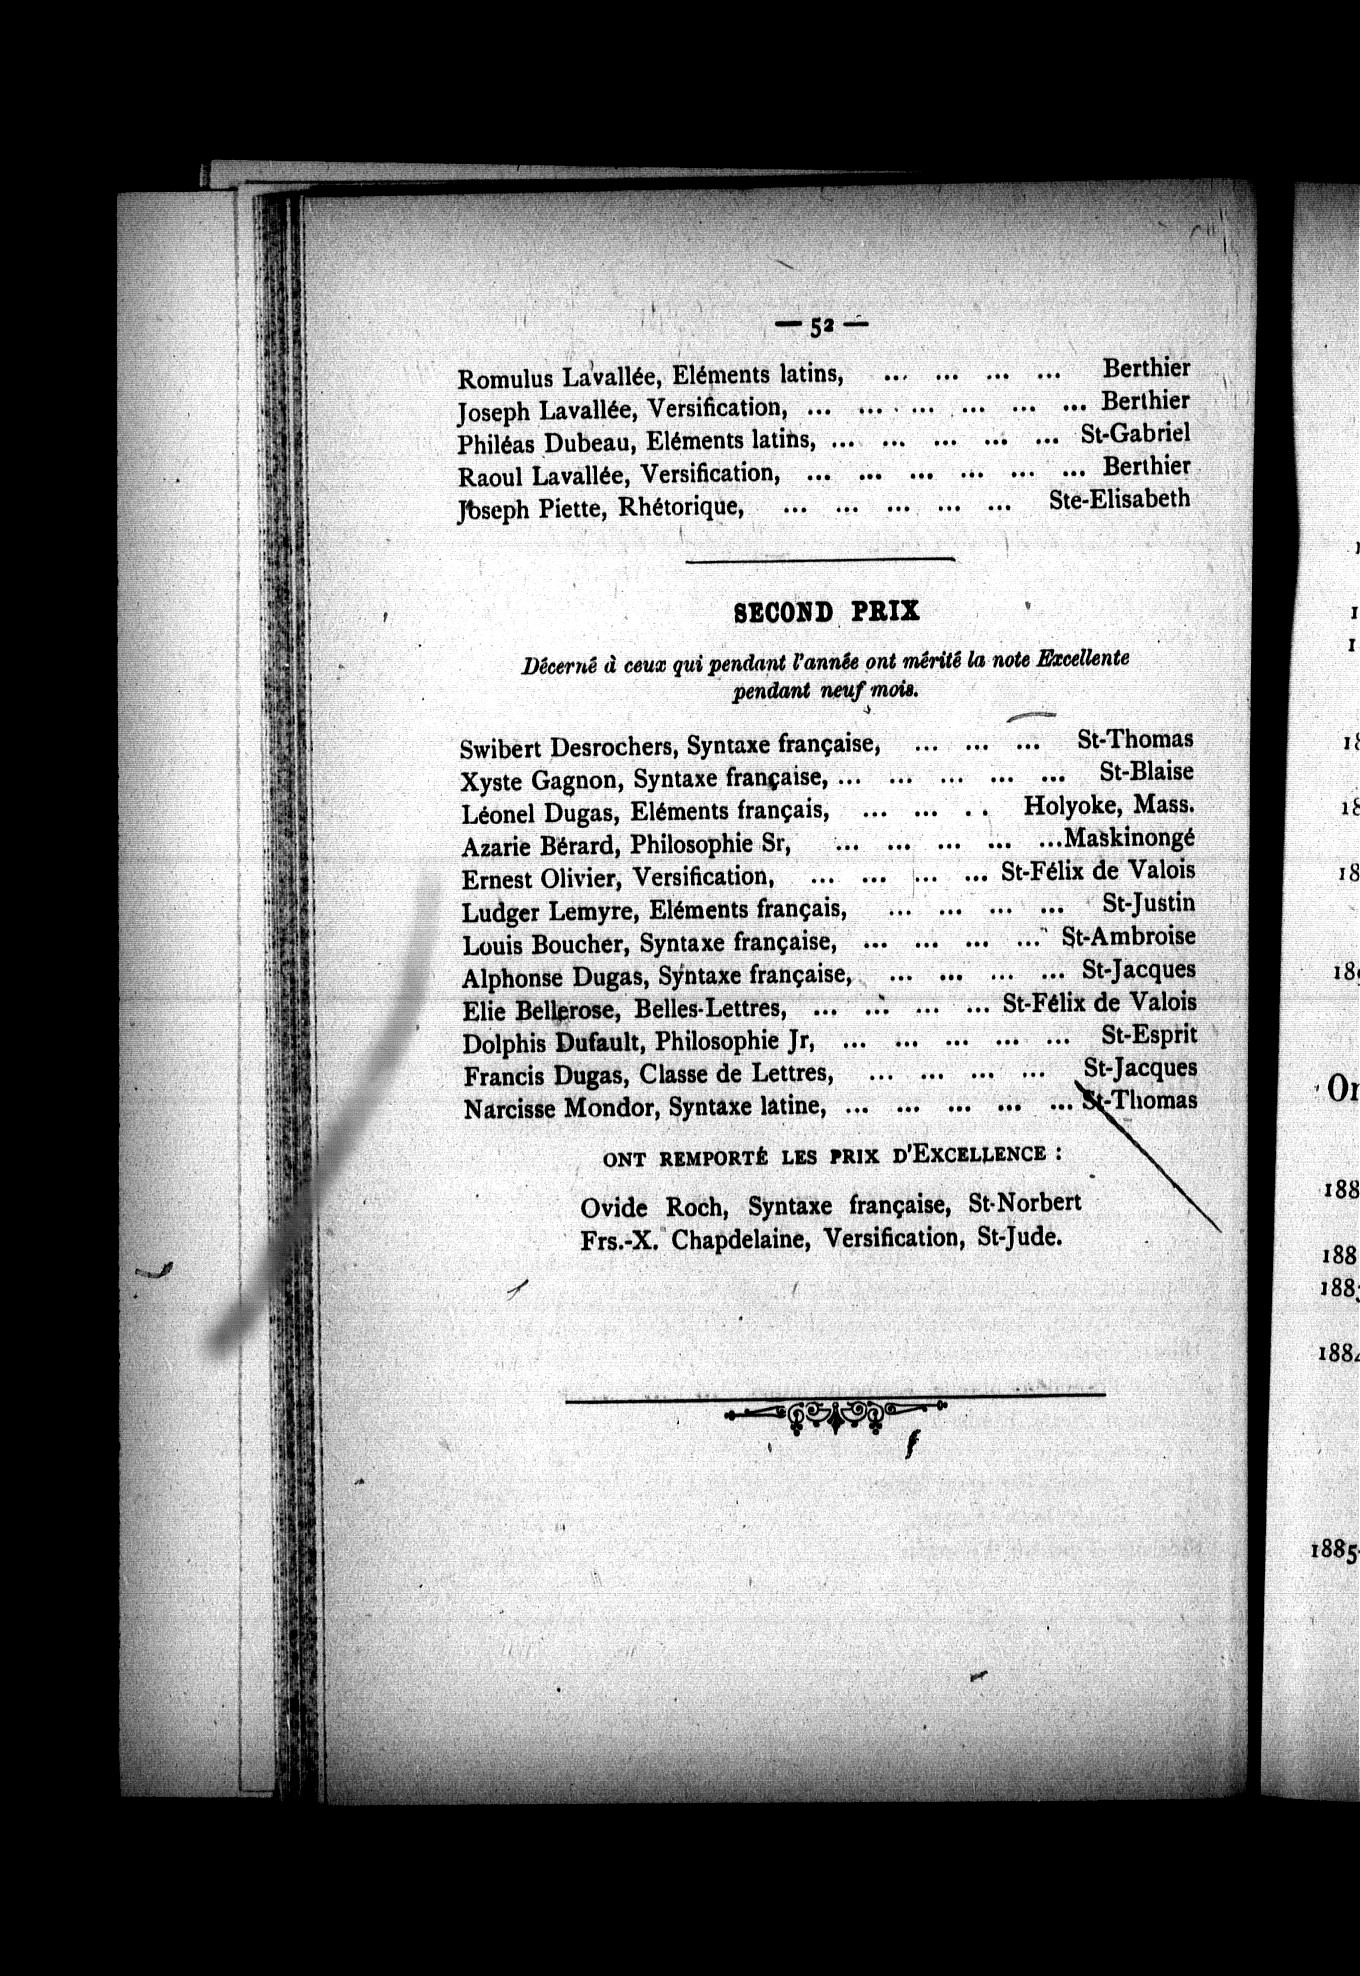 — 52 —
Romulus Lavallée, Eléments latins, ... ... ... ... Berthier
Joseph Lavallée, Versification, ... ... ... ... ... ... Berthier
Philéas Dubeau, Eléments latins, ... ... ... ... ... St-Gabriel
Raoul Lavallée, Versification, ... ... ... ... ... ... Berthier
Joseph Piette, Rhétorique, ... ... ... ... ... Ste-Elisabeth
SECOND PRIX
Décerné à ceux qui pendant l'année ont mérité la note Excellente
pendant neuf mois.
Swibert Desrochers, Syntaxe française, ... ... ... St-Thomas
Xyste Gagnon, Syntaxe française, ... ... ... ... ... St-Blaise
Léonel Dugas, Eléments français, ... ... . . Holyoke, Mass.
Azarie Bérard, Philosophie Sr, ... ... ... ... ...Maskinongé
Ernest Olivier, Versification, ... ... ... ... St-Félix de Valois
Ludger Lemyre, Eléments français, ... ... ... ... St-Justin
Louis Boucher, Syntaxe française, ... ... ... ... St-Ambroise
Alphonse Dugas, Syntaxe française, ... ... ... ... St-Jacques
Elie Bellerose, Belles-Lettres, ... ... ... ... St-Félix de Valois
Dolphis Dufault, Philosophie Jr, ... ... ... ... ... St-Esprit
Francis Dugas, Classe de Lettres, ... ... ... ... St-Jacques
Narcisse Mondor, Syntaxe latine, ... ... ... ... ... St-Thomas
ONT REMPORTÉ LES PRIX D'EXCELLENCE :
Ovide Roch, Syntaxe française, St-Norbert
Frs.-X. Chapdelaine, Versification, St-Jude.